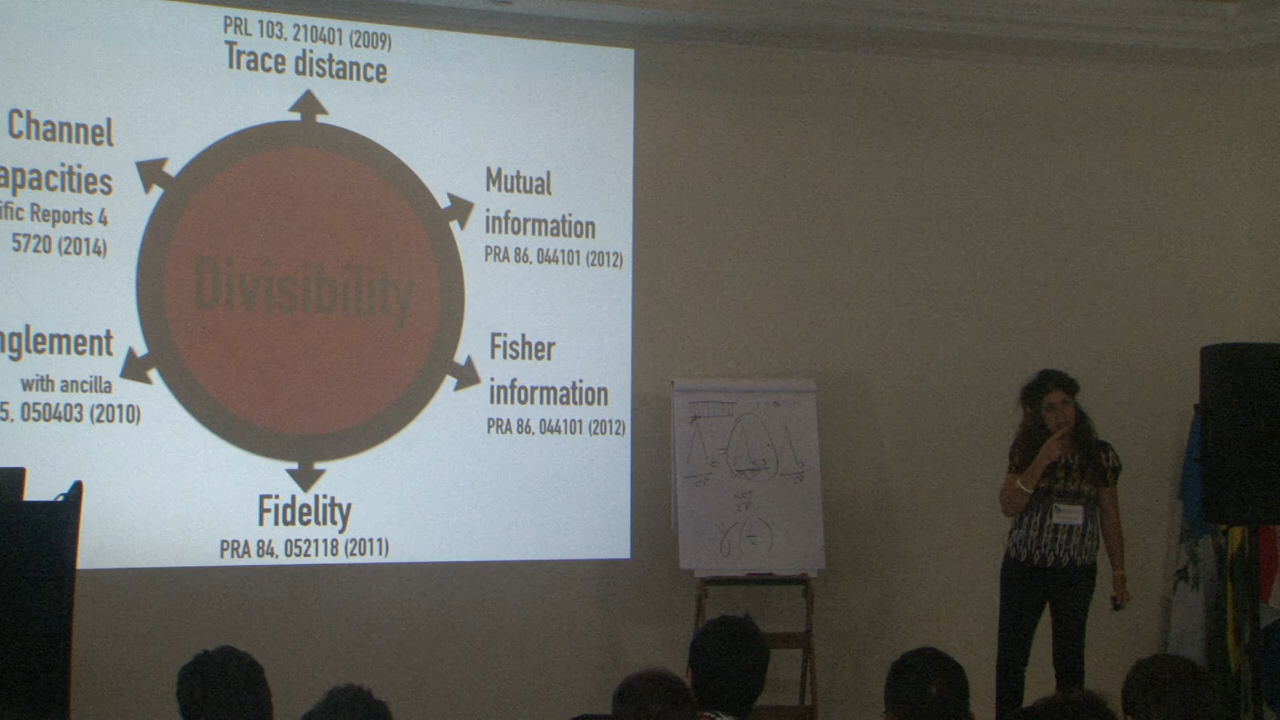 PRL 103, 210401 (2009)
Trace distance
Channel
apacities
ific Reports 4
5720 (2014)
Mutual
information
PRA 86, 044101 (2012)
Divisibility
nglement
with ancilla
5, 050403 (2010)
Fisher
information
PRA 86, 044101 (2012)
Fidelity
PRA 84, 052118 (2011)